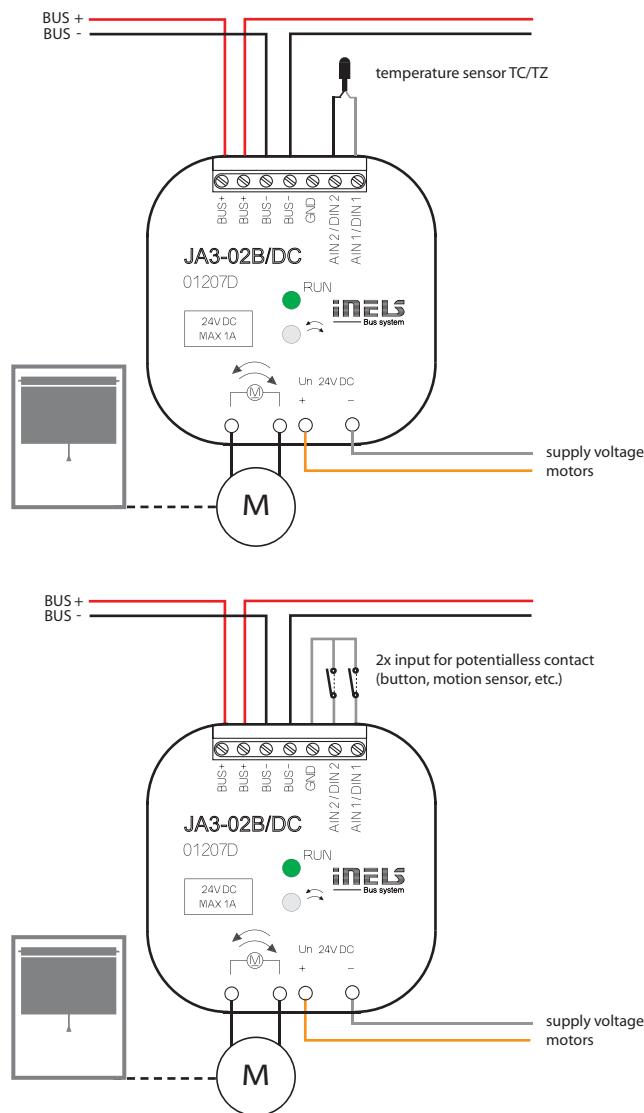 BUS +
BUS -
temperature sensor TC/TZ
BUS+
BUS+
BUS-
BUS-
GND
AIN 2 / DIN 2
AIN 1 / DIN 1
JA3-02B/DC
01207D
RUN
iNELS
Bus system
24V DC
MAX 1A
M
Un 24V DC
+ –
supply voltage
motors
M
BUS +
BUS -
2x input for potentialless contact
(button, motion sensor, etc.)
BUS+
BUS+
BUS-
BUS-
GND
AIN 2 / DIN 2
AIN 1 / DIN 1
JA3-02B/DC
01207D
RUN
iNELS
Bus system
24V DC
MAX 1A
M
Un 24V DC
+ –
supply voltage
motors
M